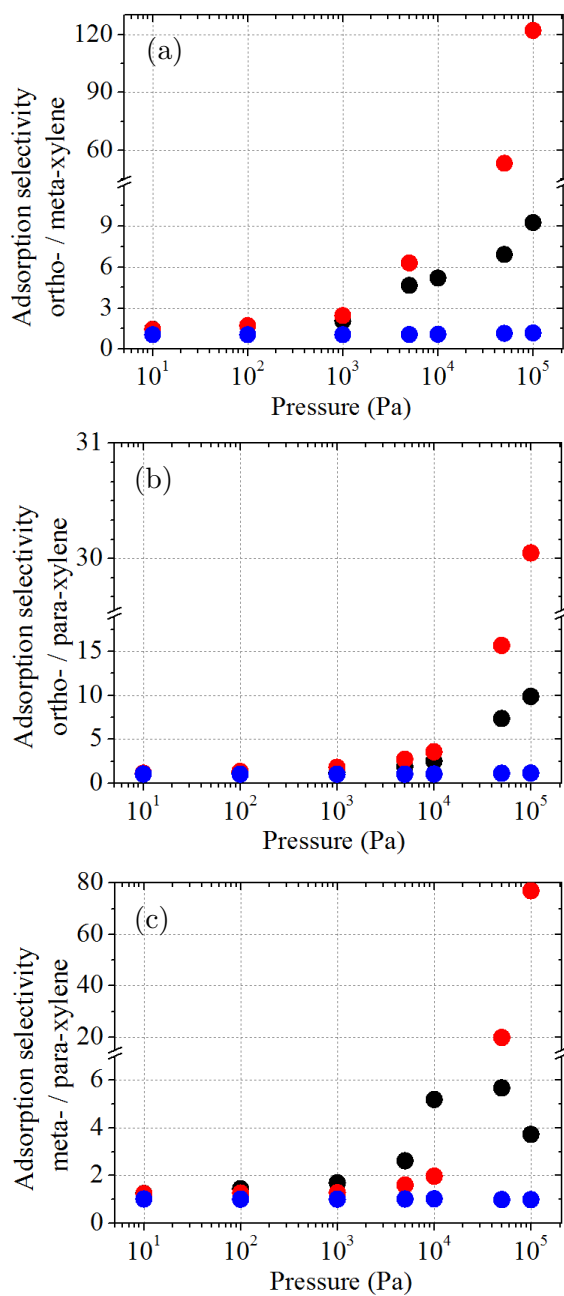 (a)
120
90
60
9
6
3
0
Adsorption selectivity
ortho- / meta-xylene
10¹ 10² 10³ 10⁴ 10⁵
Pressure (Pa)
(b)
31
30
15
10
5
0
Adsorption selectivity
ortho- / para-xylene
10¹ 10² 10³ 10⁴ 10⁵
Pressure (Pa)
(c)
80
60
40
20
6
4
2
0
Adsorption selectivity
meta- / para-xylene
10¹ 10² 10³ 10⁴ 10⁵
Pressure (Pa)